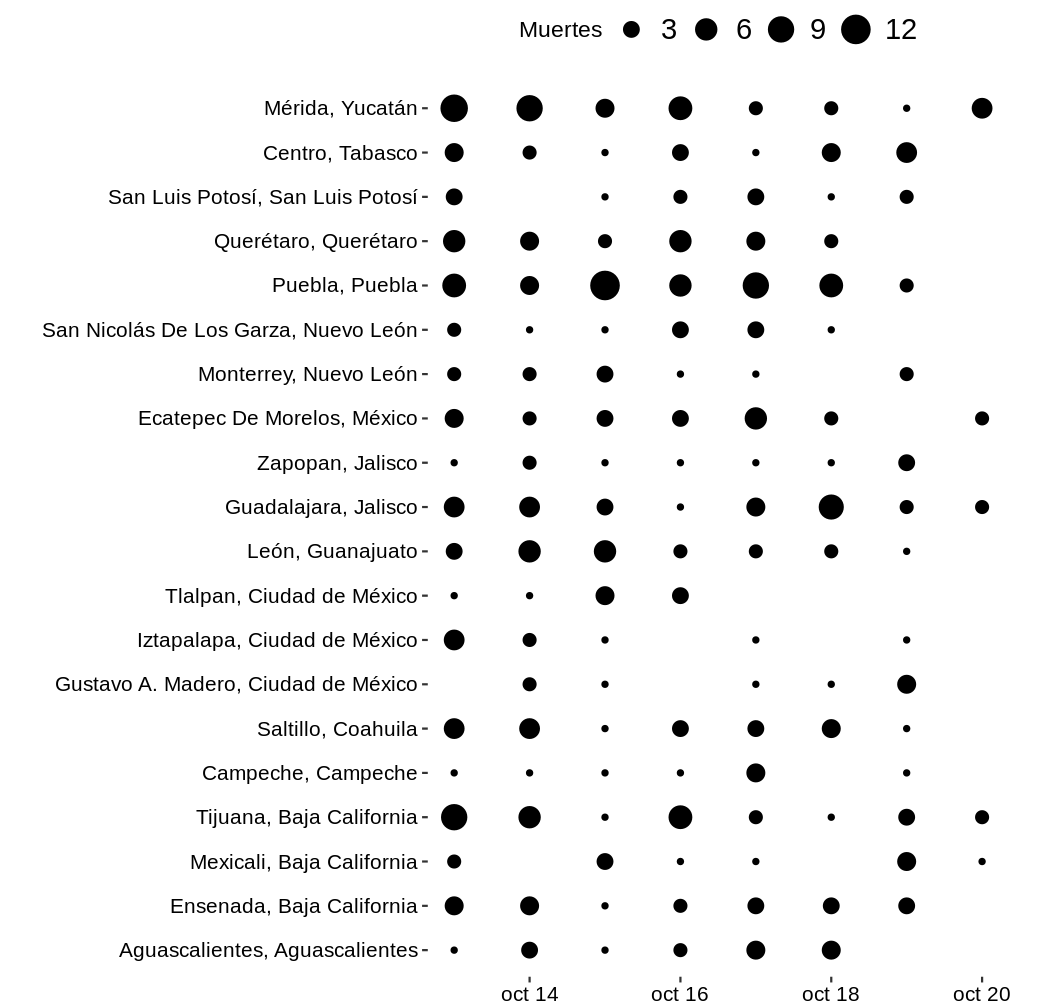 Muertes 3 6 9 12
Mérida, Yucatán
Centro, Tabasco
San Luis Potosí, San Luis Potosí
Querétaro, Querétaro
Puebla, Puebla
San Nicolás De Los Garza, Nuevo León
Monterrey, Nuevo León
Ecatepec De Morelos, México
Zapopan, Jalisco
Guadalajara, Jalisco
León, Guanajuato
Tlalpan, Ciudad de México
Iztapalapa, Ciudad de México
Gustavo A. Madero, Ciudad de México
Saltillo, Coahuila
Campeche, Campeche
Tijuana, Baja California
Mexicali, Baja California
Ensenada, Baja California
Aguascalientes, Aguascalientes
oct 14 oct 16 oct 18 oct 20